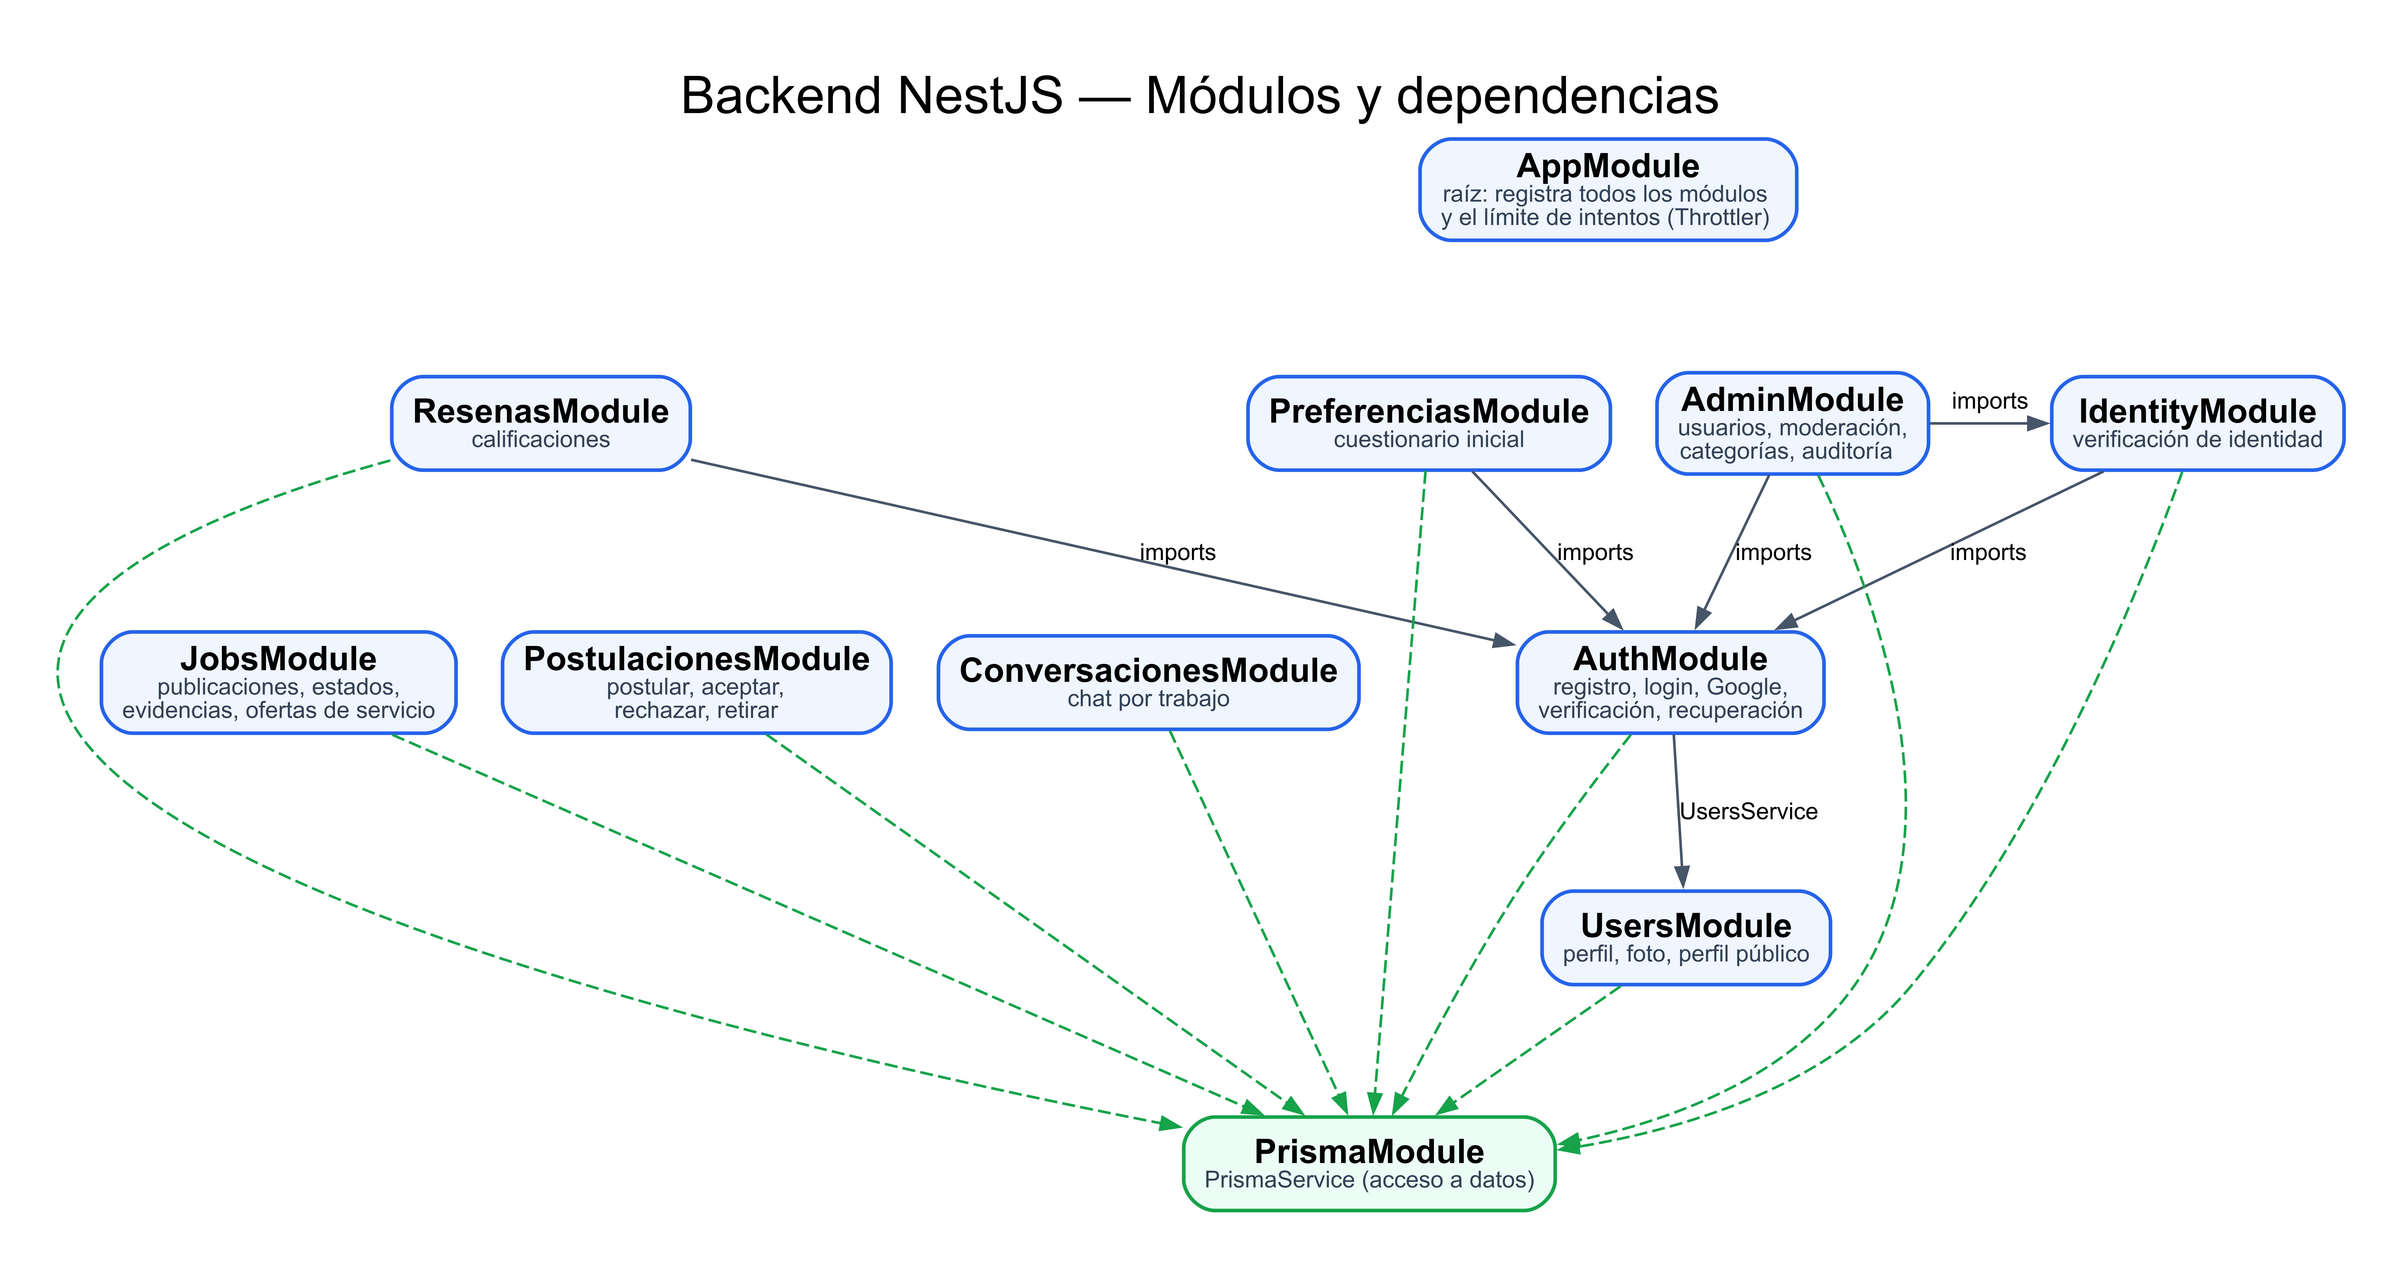 Backend NestJS — Módulos y dependencias
AppModule
raíz: registra todos los módulos
y el límite de intentos (Throttler)
ResenasModule
calificaciones
PreferenciasModule
cuestionario inicial
AdminModule
usuarios, moderación,
categorías, auditoría
imports
IdentityModule
verificación de identidad
imports
imports
imports
imports
JobsModule
publicaciones, estados,
evidencias, ofertas de servicio
PostulacionesModule
postular, aceptar,
rechazar, retirar
ConversacionesModule
chat por trabajo
AuthModule
registro, login, Google,
verificación, recuperación
UsersService
UsersModule
perfil, foto, perfil público
PrismaModule
PrismaService (acceso a datos)